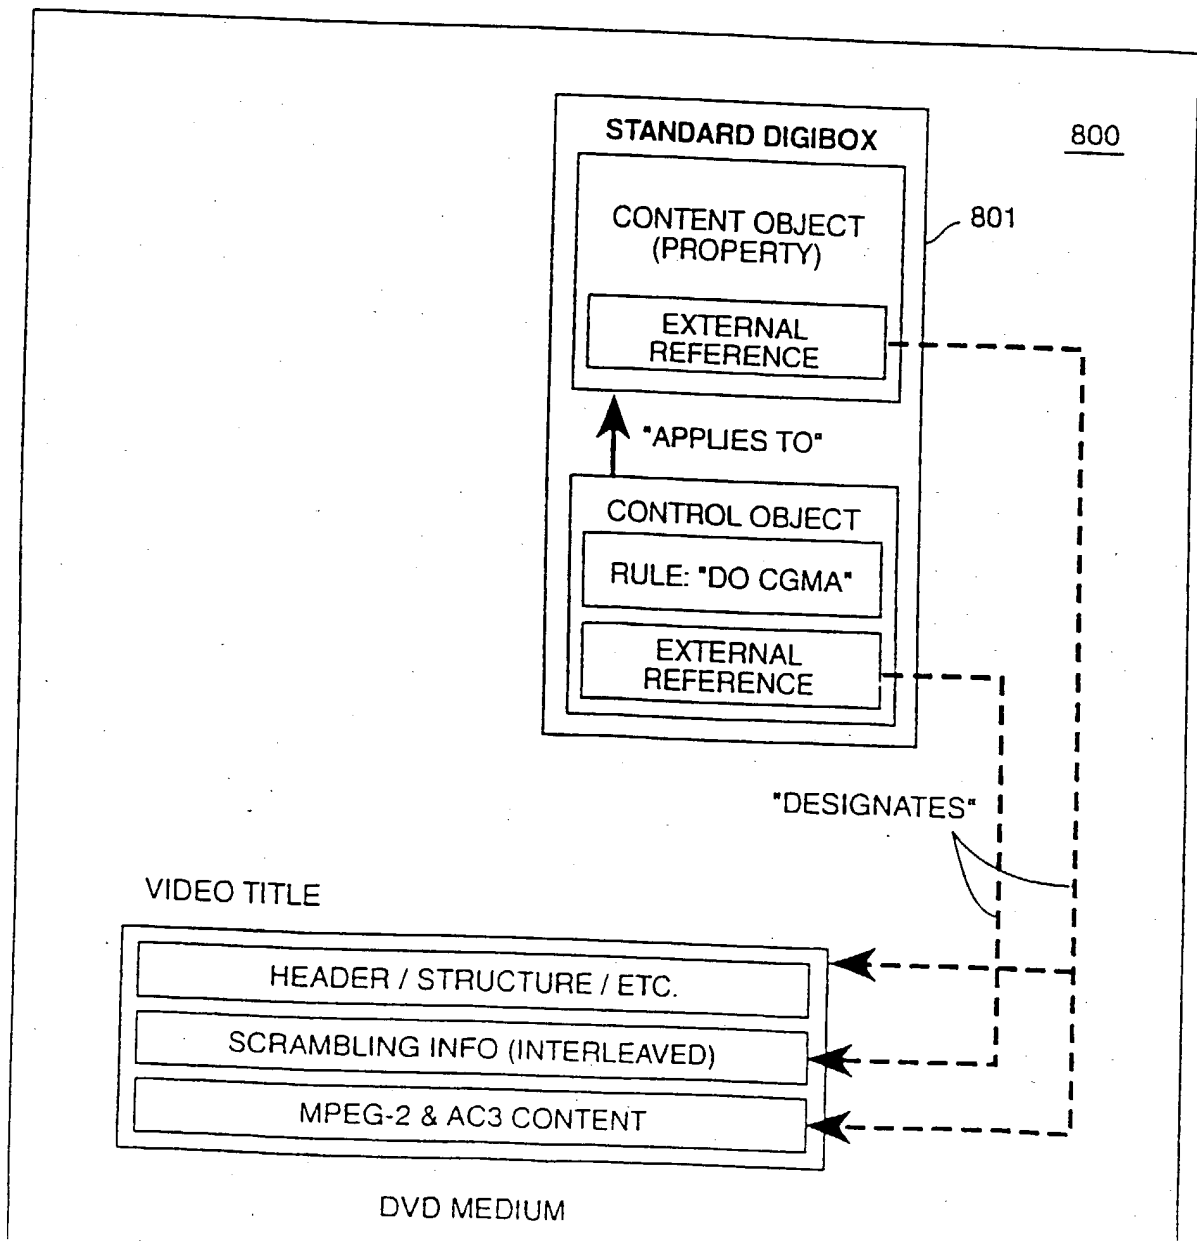 STANDARD DIGIBOX
800
CONTENT OBJECT
(PROPERTY)
801
EXTERNAL
REFERENCE
"APPLIES TO"
CONTROL OBJECT
RULE: "DO CGMA"
EXTERNAL
REFERENCE
"DESIGNATES"
VIDEO TITLE
HEADER / STRUCTURE / ETC.
SCRAMBLING INFO (INTERLEAVED)
MPEG-2 & AC3 CONTENT
DVD MEDIUM